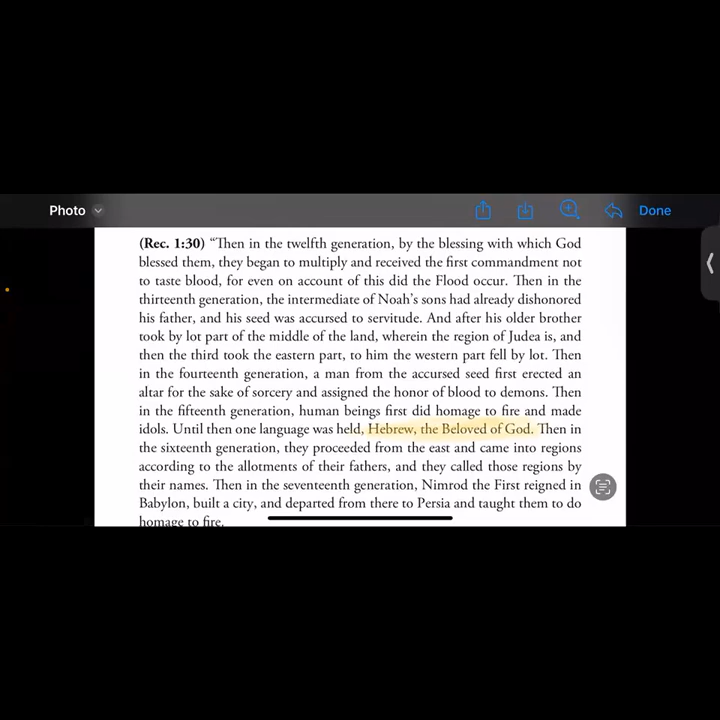 Photo
Done
(Rec. 1:30) “Then in the twelfth generation, by the blessing with which God
blessed them, they began to multiply and received the first commandment not
to taste blood, for even on account of this did the Flood occur. Then in the
thirteenth generation, the intermediate of Noah’s sons had already dishonored
his father, and his seed was accursed to servitude. And after his older brother
took by lot part of the middle of the land, wherein the region of Judea is, and
then the third took the eastern part, to him the western part fell by lot. Then
in the fourteenth generation, a man from the accursed seed first erected an
altar for the sake of sorcery and assigned the honor of blood to demons. Then
in the fifteenth generation, human beings first did homage to fire and made
idols. Until then one language was held, Hebrew, the Beloved of God. Then in
the sixteenth generation, they proceeded from the east and came into regions
according to the allotments of their fathers, and they called those regions by
their names. Then in the seventeenth generation, Nimrod the First reigned in
Babylon, built a city, and departed from there to Persia and taught them to do
homage to fire.